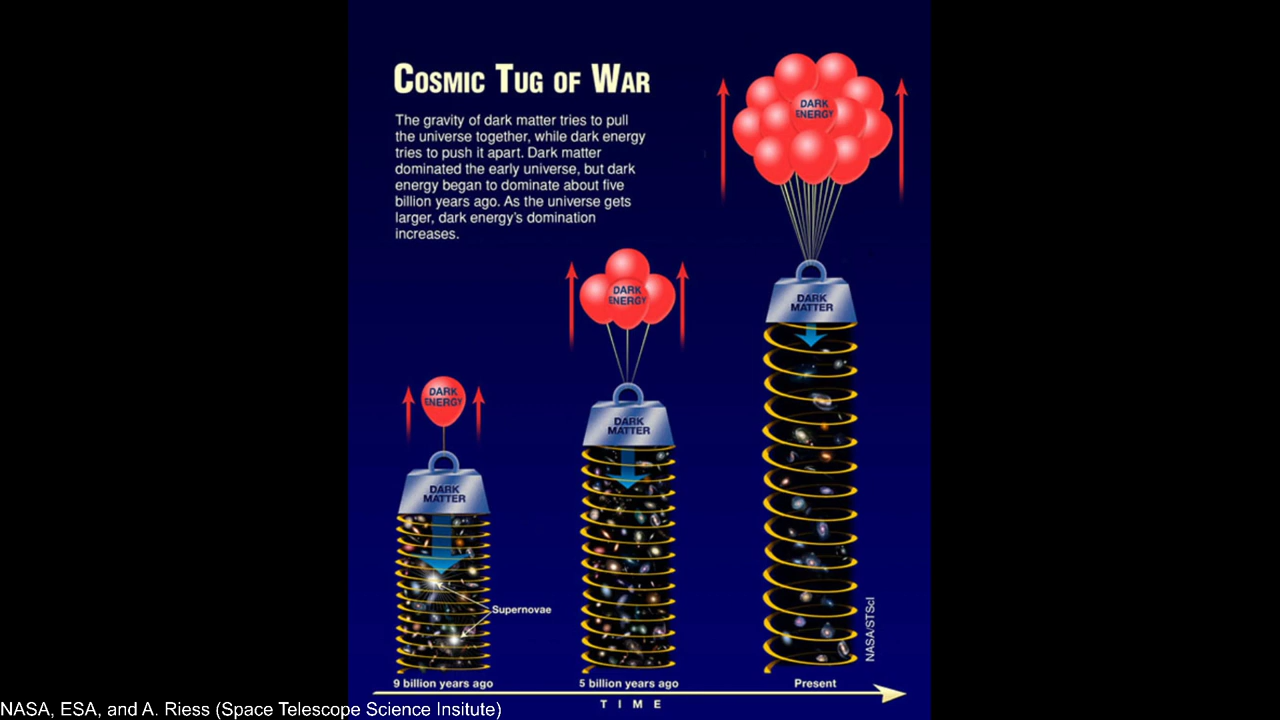 COSMIC TUG OF WAR
The gravity of dark matter tries to pull
the universe together, while dark energy
tries to push it apart. Dark matter
dominated the early universe, but dark
energy began to dominate about five
billion years ago. As the universe gets
larger, dark energy's domination
increases.
DARK
ENERGY
DARK
MATTER
Supernovae
9 billion years ago
DARK
ENERGY
DARK
MATTER
5 billion years ago
DARK
ENERGY
DARK
MATTER
Present
NASA/STScI
TIME
NASA, ESA, and A. Riess (Space Telescope Science Insitute)